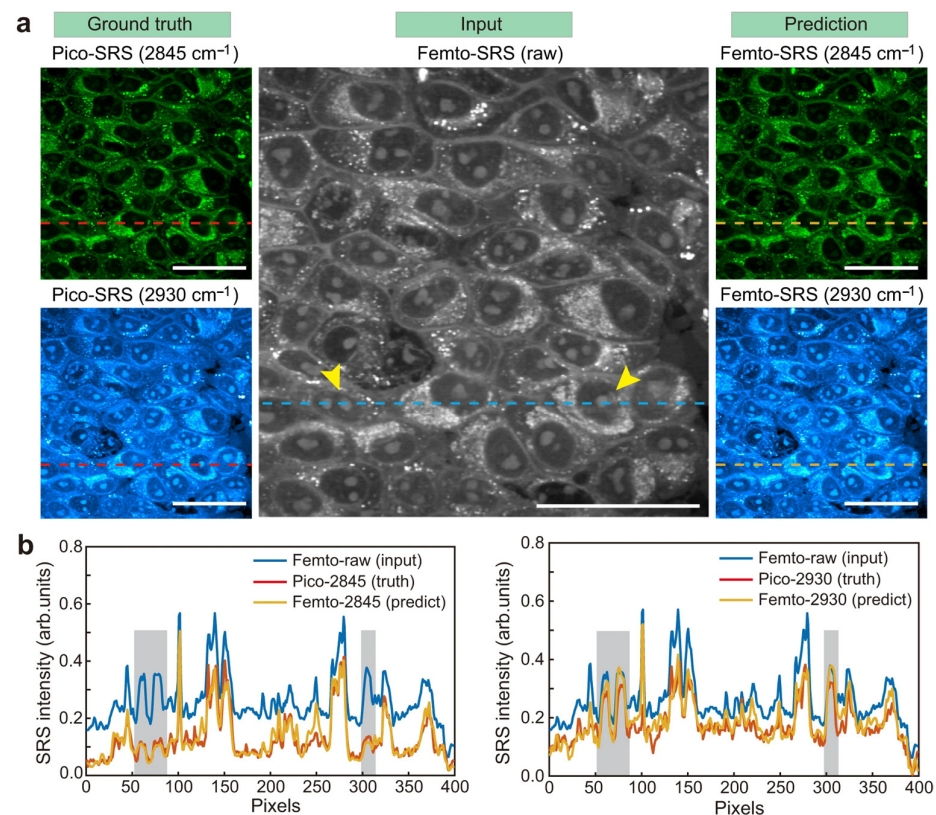 a
Ground truth
Input
Prediction
Pico-SRS (2845 cm⁻¹)
Femto-SRS (raw)
Femto-SRS (2845 cm⁻¹)
Pico-SRS (2930 cm⁻¹)
Femto-SRS (2930 cm⁻¹)
b
SRS intensity (arb.units)
0.8
0.6
0.4
0.2
0.0
Femto-raw (input)
Pico-2845 (truth)
Femto-2845 (predict)
0 50 100 150 200 250 300 350 400
Pixels
SRS intensity (arb.units)
0.8
0.6
0.4
0.2
0.0
Femto-raw (input)
Pico-2930 (truth)
Femto-2930 (predict)
0 50 100 150 200 250 300 350 400
Pixels